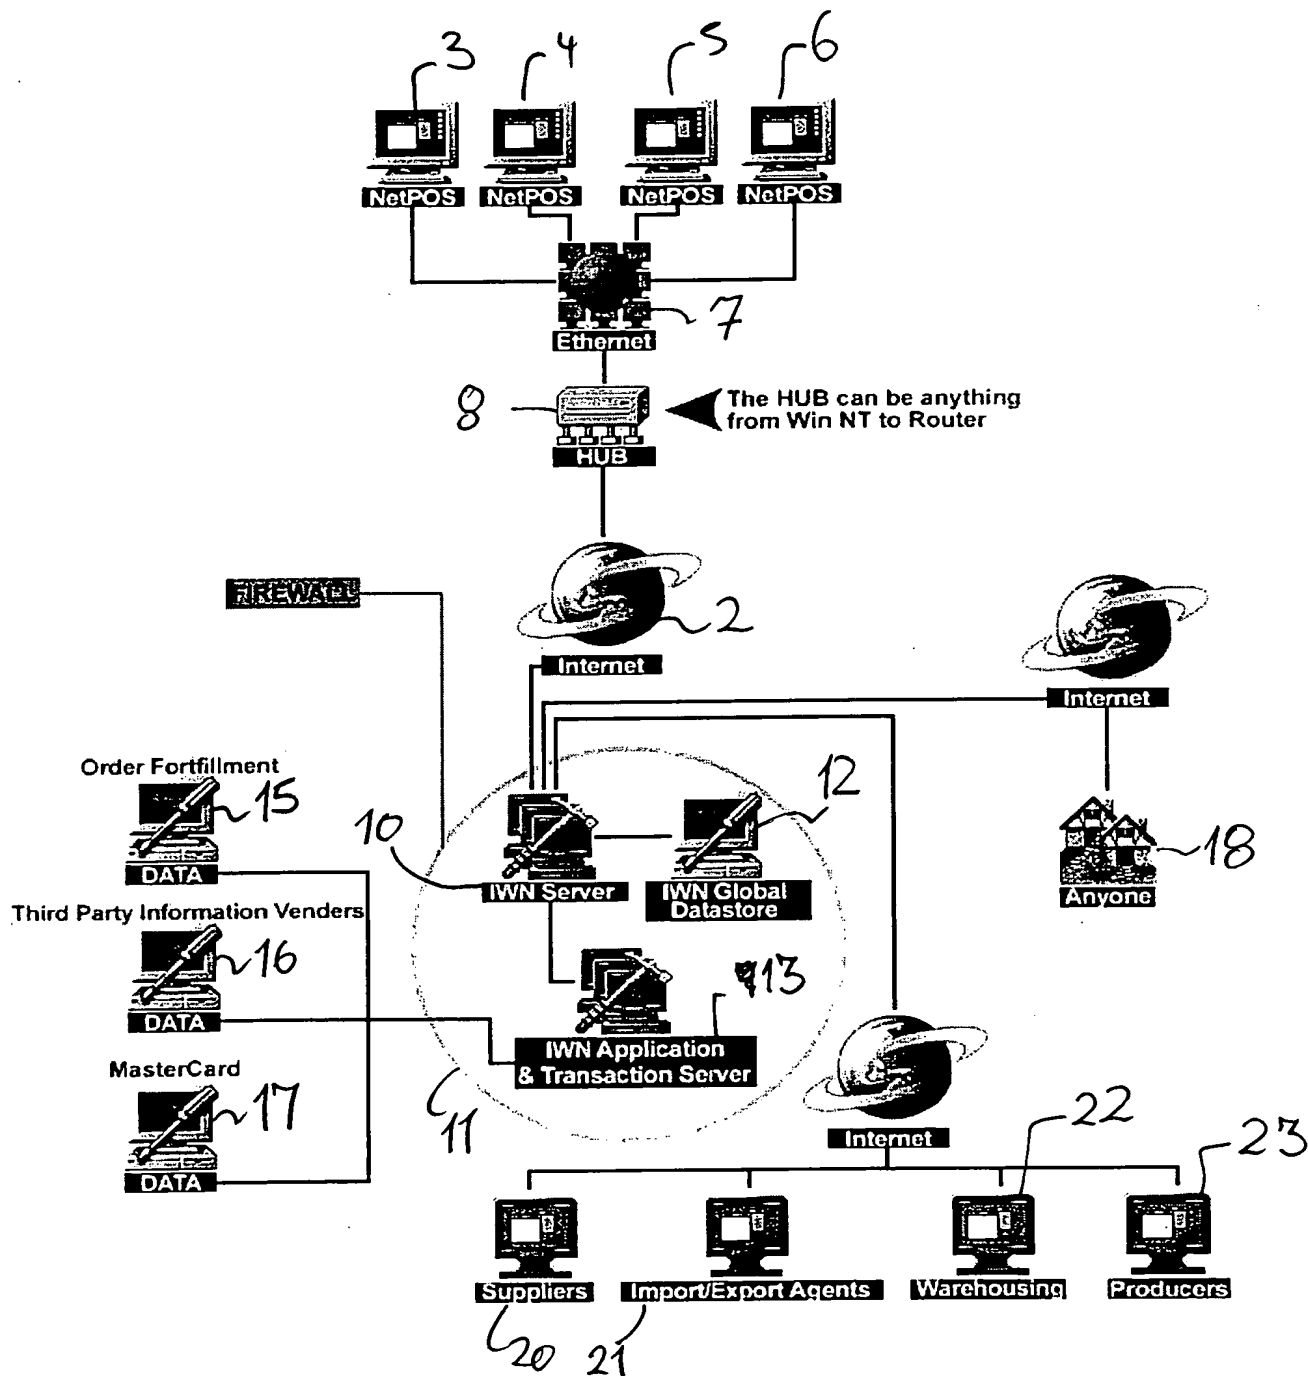 3 4 5 6
NetPOS NetPOS NetPOS NetPOS
7
Ethernet
8
The HUB can be anything
from Win NT to Router
HUB
FIREWALL
2
Internet
Internet
Order Fortfillment
15
DATA
10
12
IWN Server
IWN Global
Datastore
18
Anyone
Third Party Information Venders
16
DATA
13
IWN Application
& Transaction Server
MasterCard
17
DATA
11
Internet
22
23
Suppliers Import/Export Agents Warehousing Producers
20 21